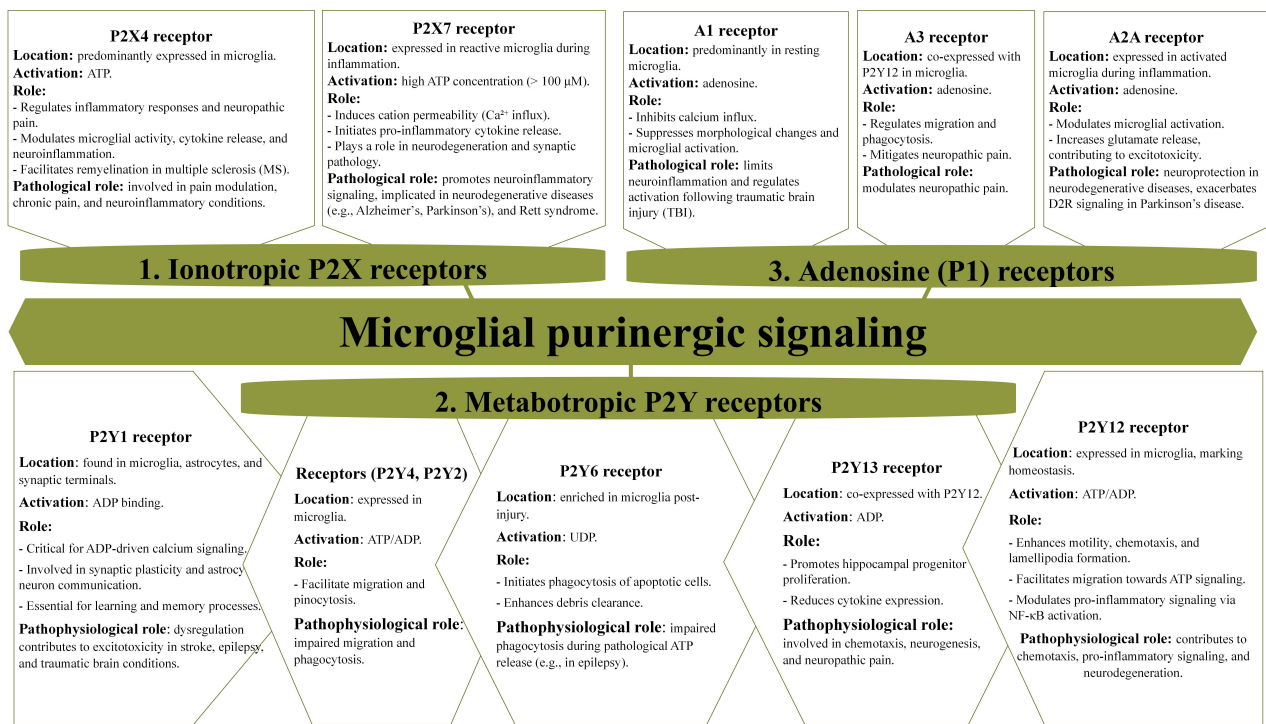 P2X4 receptor
Location: predominantly expressed in microglia.
Activation: ATP.
Role:
- Regulates inflammatory responses and neuropathic
pain.
- Modulates microglial activity, cytokine release, and
neuroinflammation.
- Facilitates remyelination in multiple sclerosis (MS).
Pathological role: involved in pain modulation,
chronic pain, and neuroinflammatory conditions.
P2X7 receptor
Location: expressed in reactive microglia during
inflammation.
Activation: high ATP concentration (> 100 μM).
Role:
- Induces cation permeability (Ca²⁺ influx).
- Initiates pro-inflammatory cytokine release.
- Plays a role in neurodegeneration and synaptic
pathology.
Pathological role: promotes neuroinflammatory
signaling, implicated in neurodegenerative diseases
(e.g., Alzheimer's, Parkinson's), and Rett syndrome.
A1 receptor
Location: predominantly in resting
microglia.
Activation: adenosine.
Role:
- Inhibits calcium influx.
- Suppresses morphological changes and
microglial activation.
Pathological role: limits
neuroinflammation and regulates
activation following traumatic brain
injury (TBI).
A3 receptor
Location: co-expressed with
P2Y12 in microglia.
Activation: adenosine.
Role:
- Regulates migration and
phagocytosis.
- Mitigates neuropathic pain.
Pathological role:
modulates neuropathic pain.
A2A receptor
Location: expressed in activated
microglia during inflammation.
Activation: adenosine.
Role:
- Modulates microglial activation.
- Increases glutamate release,
contributing to excitotoxicity.
Pathological role: neuroprotection in
neurodegenerative diseases, exacerbates
D2R signaling in Parkinson's disease.
1. Ionotropic P2X receptors
3. Adenosine (P1) receptors
Microglial purinergic signaling
2. Metabotropic P2Y receptors
P2Y1 receptor
Location: found in microglia, astrocytes, and
synaptic terminals.
Activation: ADP binding.
Role:
- Critical for ADP-driven calcium signaling.
- Involved in synaptic plasticity and astrocy
neuron communication.
- Essential for learning and memory processes.
Pathophysiological role: dysregulation
contributes to excitotoxicity in stroke, epilepsy,
and traumatic brain conditions.
Receptors (P2Y4, P2Y2)
Location: expressed in
microglia.
Activation: ATP/ADP.
Role:
- Facilitate migration and
pinocytosis.
Pathophysiological role:
impaired migration and
phagocytosis.
P2Y6 receptor
Location: enriched in microglia post-
injury.
Activation: UDP.
Role:
- Initiates phagocytosis of apoptotic cells.
- Enhances debris clearance.
Pathophysiological role: impaired
phagocytosis during pathological ATP
release (e.g., in epilepsy).
P2Y13 receptor
Location: co-expressed with P2Y12.
Activation: ADP.
Role:
- Promotes hippocampal progenitor
proliferation.
- Reduces cytokine expression.
Pathophysiological role:
involved in chemotaxis, neurogenesis,
and neuropathic pain.
P2Y12 receptor
Location: expressed in microglia, marking
homeostasis.
Activation: ATP/ADP.
Role:
- Enhances motility, chemotaxis, and
lamellipodia formation.
- Facilitates migration towards ATP signaling.
- Modulates pro-inflammatory signaling via
NF-κB activation.
Pathophysiological role: contributes to
chemotaxis, pro-inflammatory signaling, and
neurodegeneration.